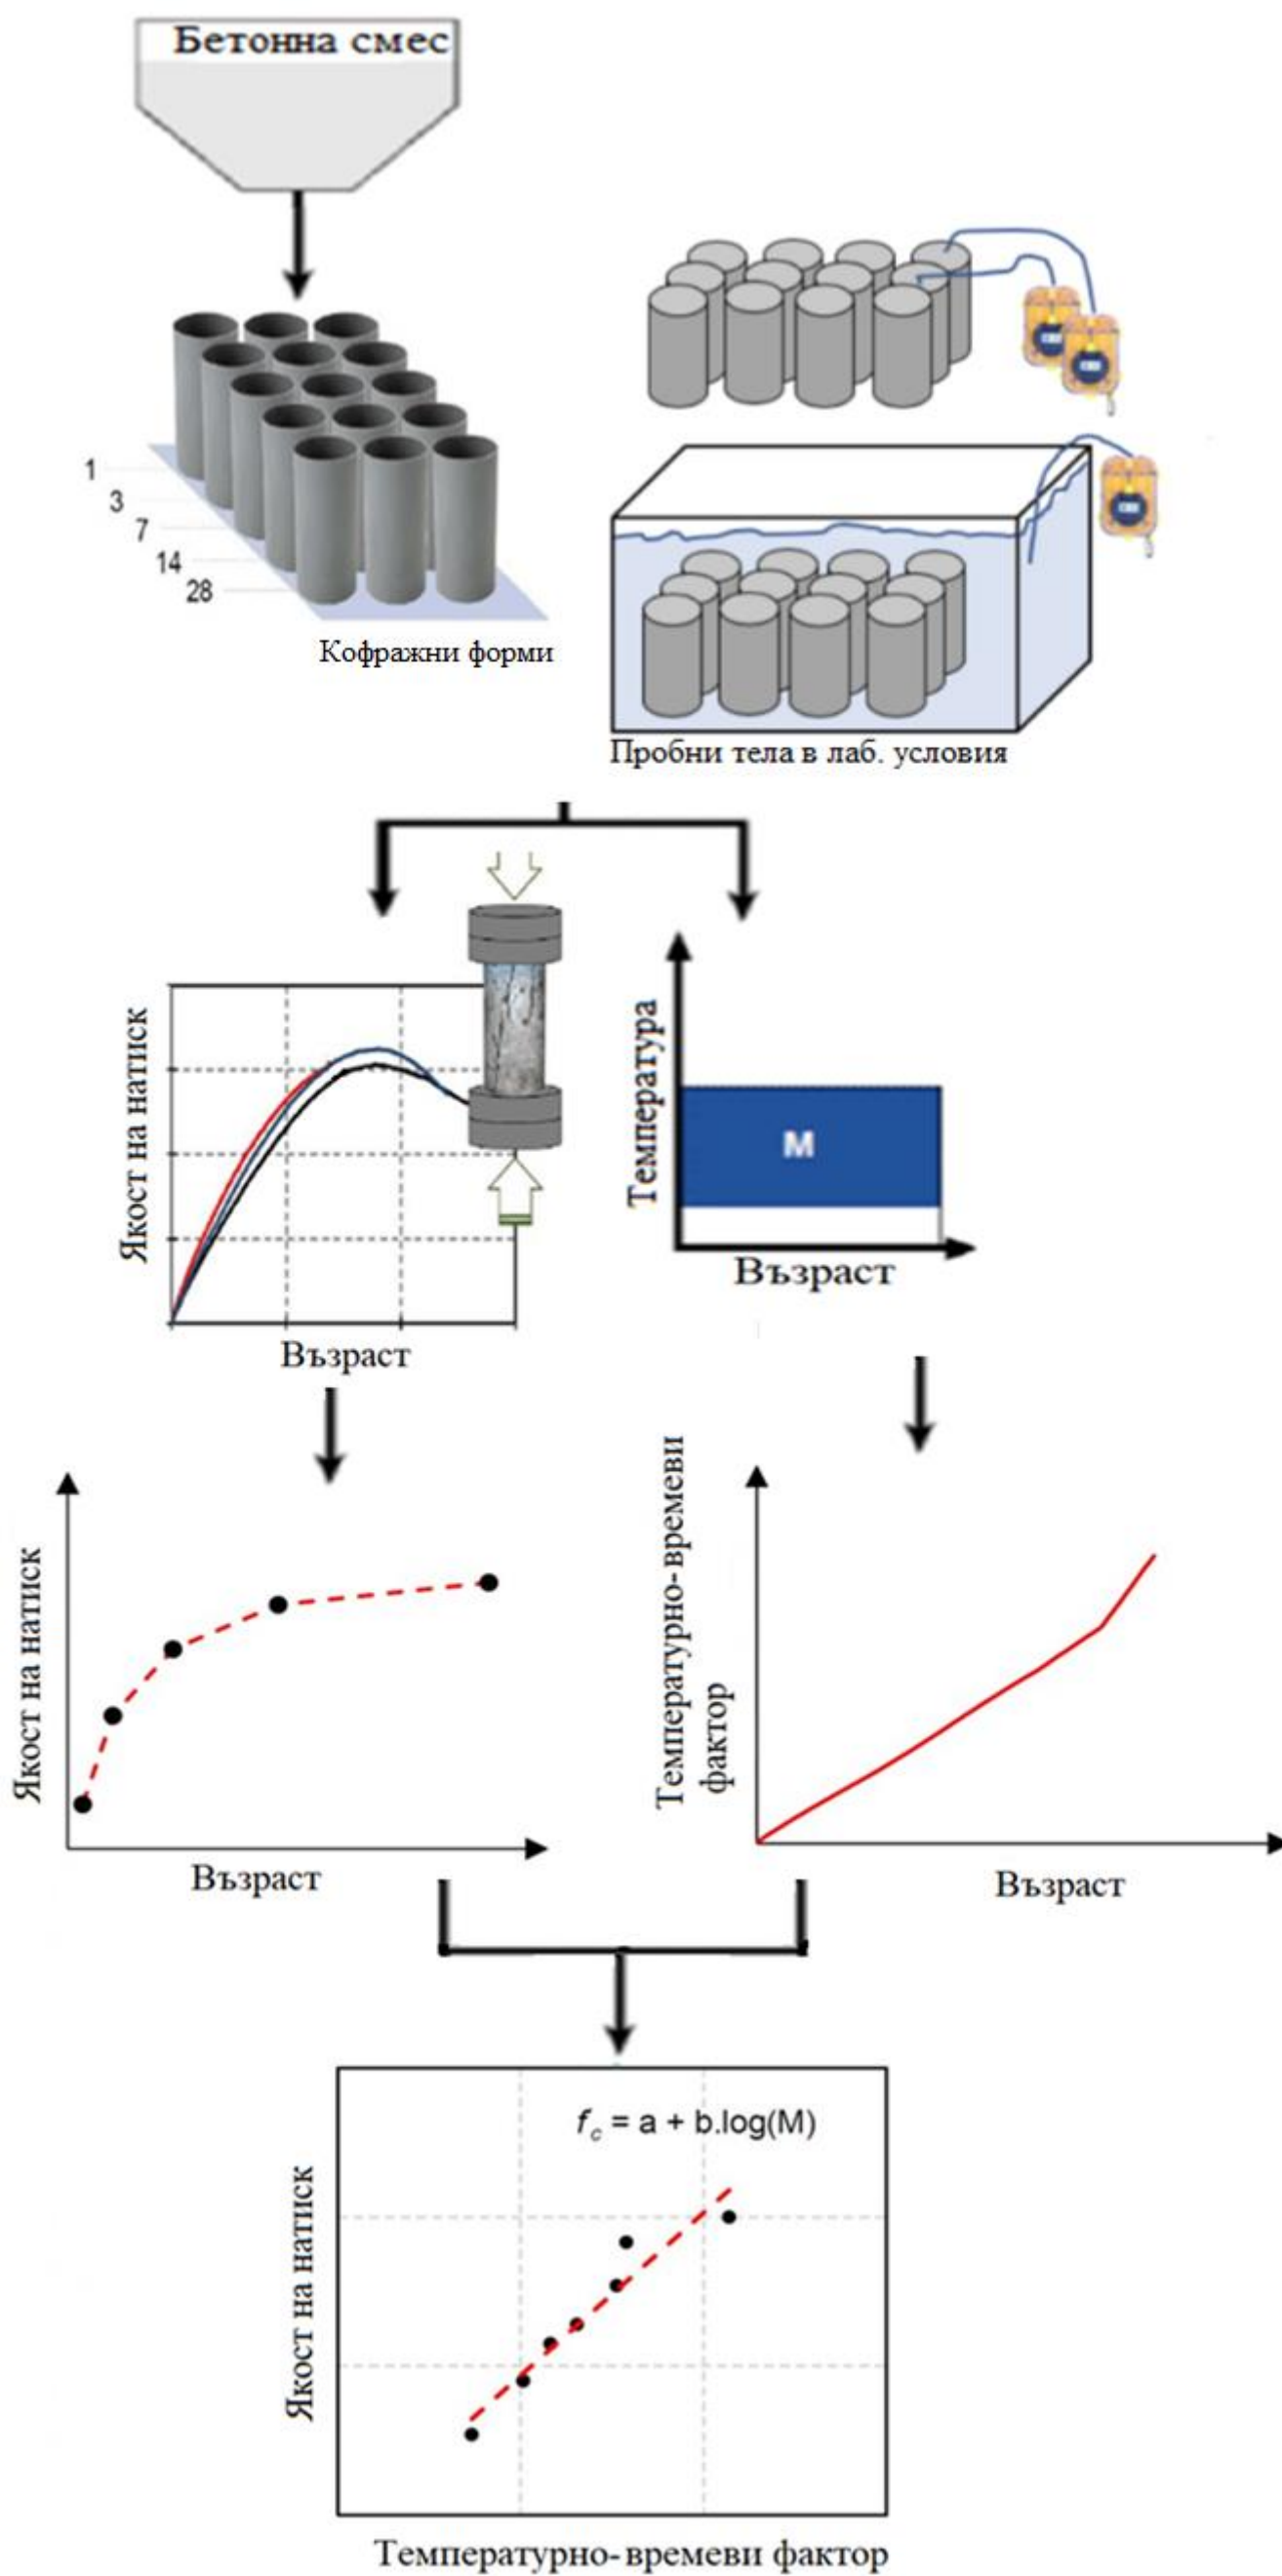 Бетонна смес
1
3
7
14
28
Кофражни форми
Пробни тела в лаб. условия
Якост на натиск
Възраст
Температура
M
Възраст
Якост на натиск
Възраст
Температурно-времеви
фактор
Възраст
fc = a + b.log(M)
Якост на натиск
Температурно-времеви фактор